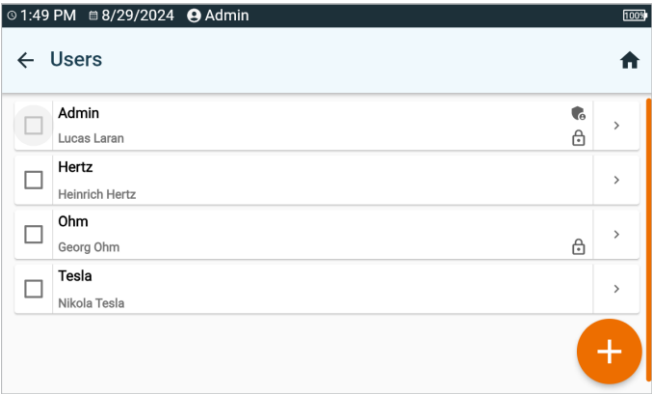 1:49 PM 8/29/2024 Admin 100%
Users
Admin
Lucas Laran
Hertz
Heinrich Hertz
Ohm
Georg Ohm
Tesla
Nikola Tesla